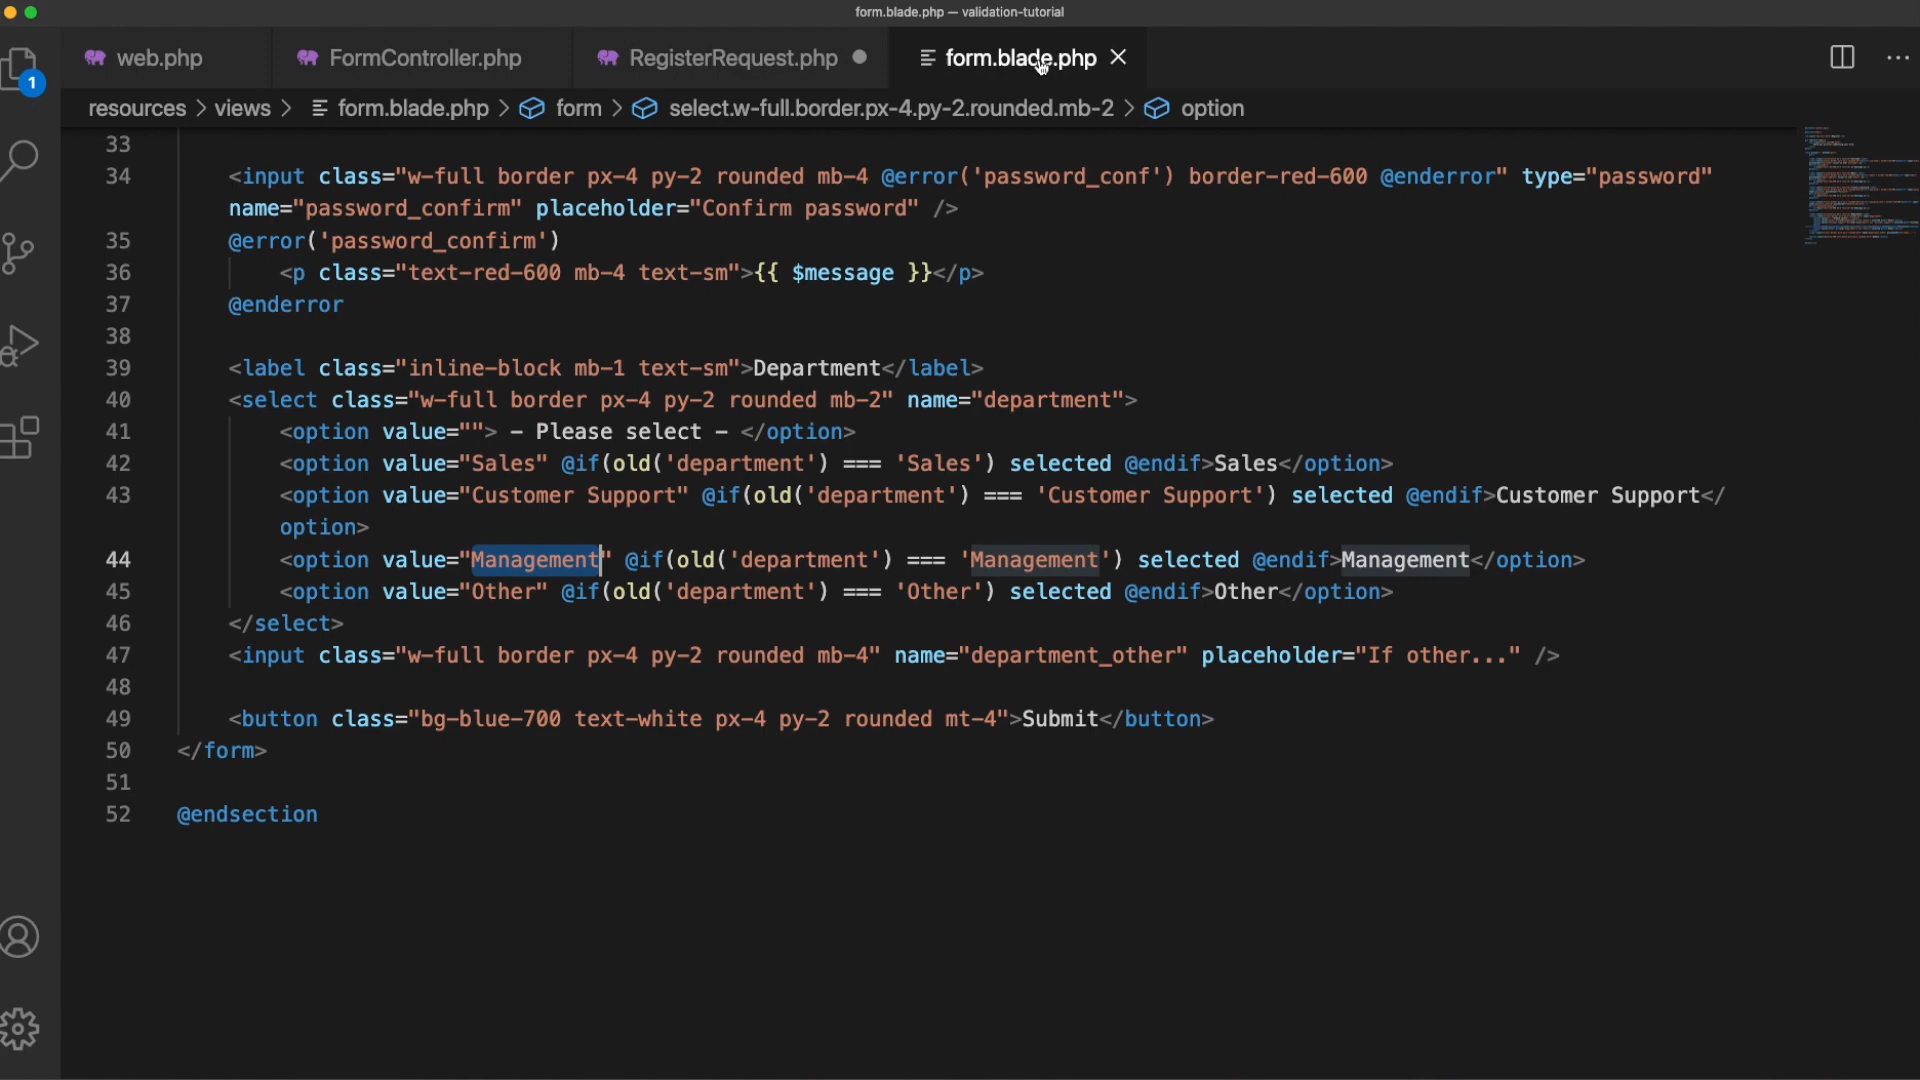 form.blade.php — validation-tutorial
web.php FormController.php RegisterRequest.php form.blade.php
1
resources > views > form.blade.php > form > select.w-full.border.px-4.py-2.rounded.mb-2 > option
33
34 <input class="w-full border px-4 py-2 rounded mb-4 @error('password_conf') border-red-600 @enderror" type="password"
name="password_confirm" placeholder="Confirm password" />
35 @error('password_confirm')
36 <p class="text-red-600 mb-4 text-sm">{{ $message }}</p>
37 @enderror
38
39 <label class="inline-block mb-1 text-sm">Department</label>
40 <select class="w-full border px-4 py-2 rounded mb-2" name="department">
41 <option value=""> - Please select - </option>
42 <option value="Sales" @if(old('department') === 'Sales') selected @endif>Sales</option>
43 <option value="Customer Support" @if(old('department') === 'Customer Support') selected @endif>Customer Support</
option>
44 <option value="Management" @if(old('department') === 'Management') selected @endif>Management</option>
45 <option value="Other" @if(old('department') === 'Other') selected @endif>Other</option>
46 </select>
47 <input class="w-full border px-4 py-2 rounded mb-4" name="department_other" placeholder="If other..." />
48
49 <button class="bg-blue-700 text-white px-4 py-2 rounded mt-4">Submit</button>
50 </form>
51
52 @endsection